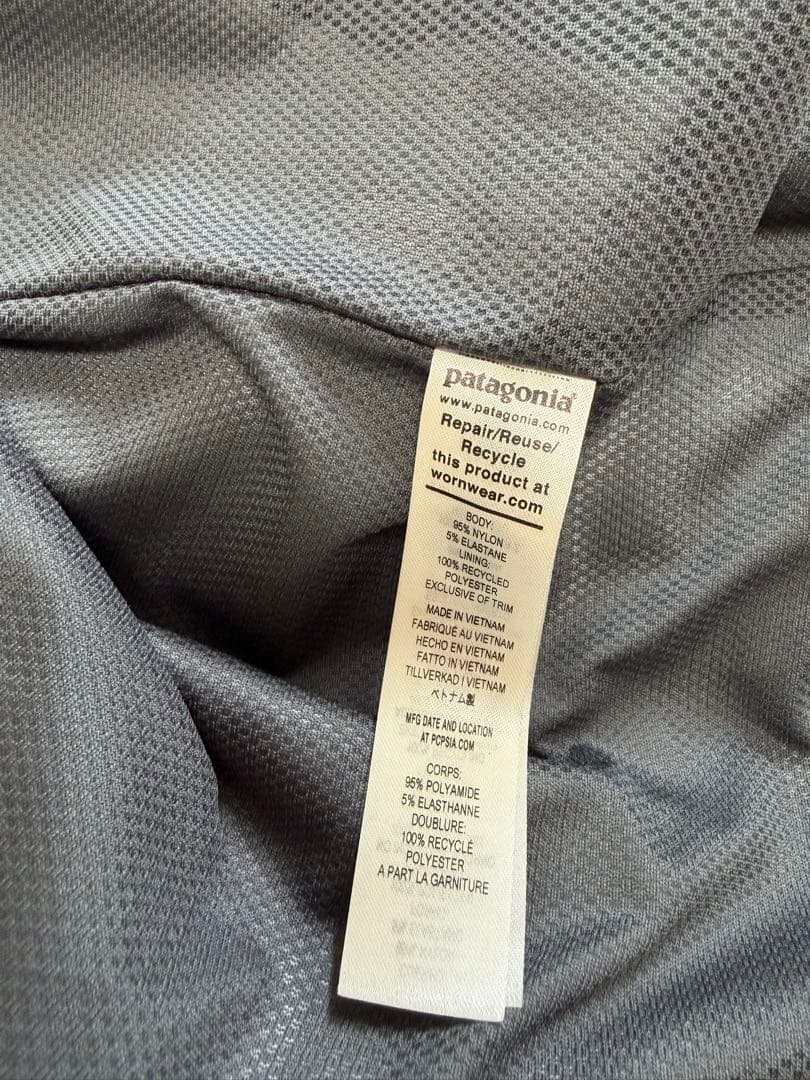 patagonia®
www.patagonia.com
Repair/Reuse/
Recycle
this product at
wornwear.com
BODY:
95% NYLON
5% ELASTANE
LINING:
100% RECYCLED
POLYESTER
EXCLUSIVE OF TRIM
MADE IN VIETNAM
FABRIQUÉ AU VIETNAM
HECHO EN VIETNAM
FATTO IN VIETNAM
TILLVERKAD I VIETNAM
ベトナム製
MFG DATE AND LOCATION
AT PCPSIA.COM
CORPS:
95% POLYAMIDE
5% ELASTHANNE
DOUBLURE:
100% RECYCLÉ
POLYESTER
A PART LA GARNITURE